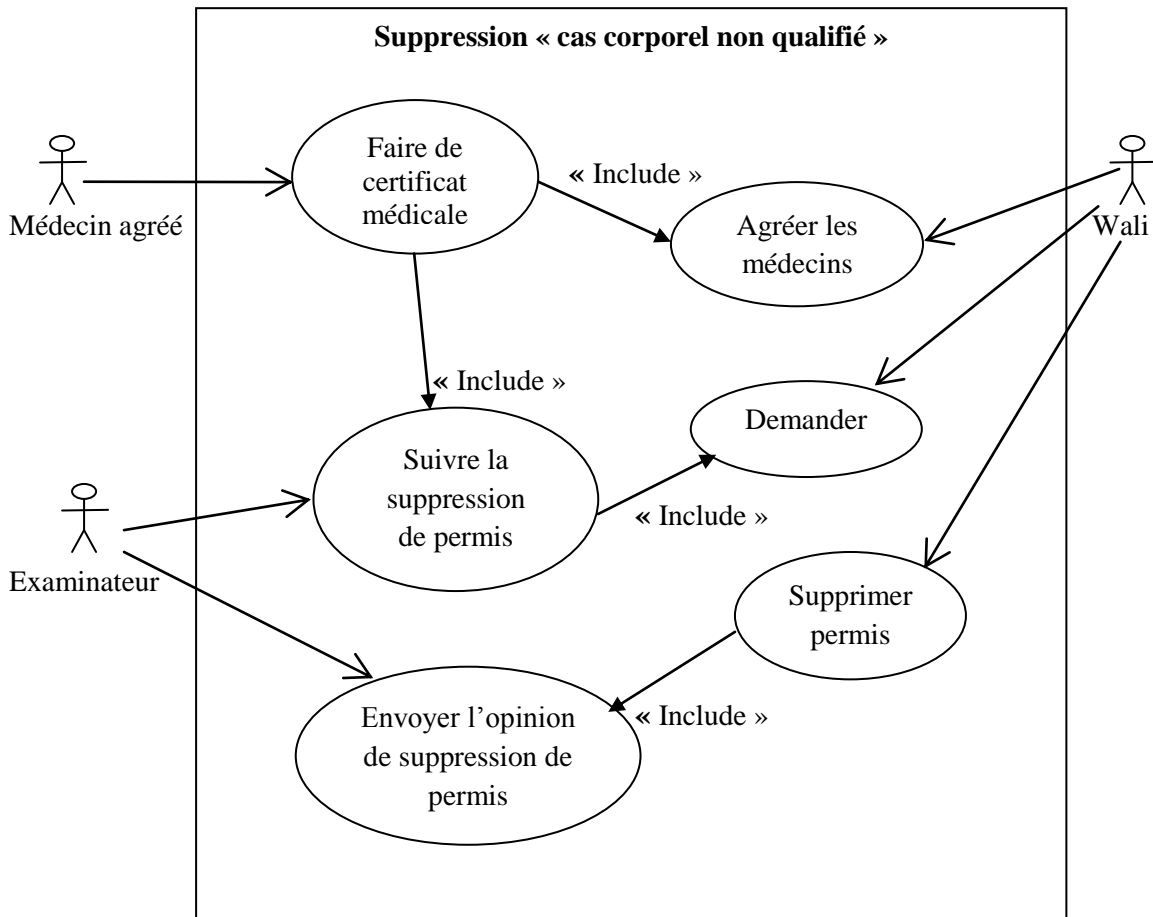 Suppression « cas corporel non qualifié »
Faire de
certificat
médicale
« Include »
Médecin agréé
Agréer les
médecins
Wali
« Include »
Demander
Suivre la
suppression
de permis
« Include »
Examinateur
Supprimer
permis
Envoyer l’opinion
de suppression de
permis
« Include »